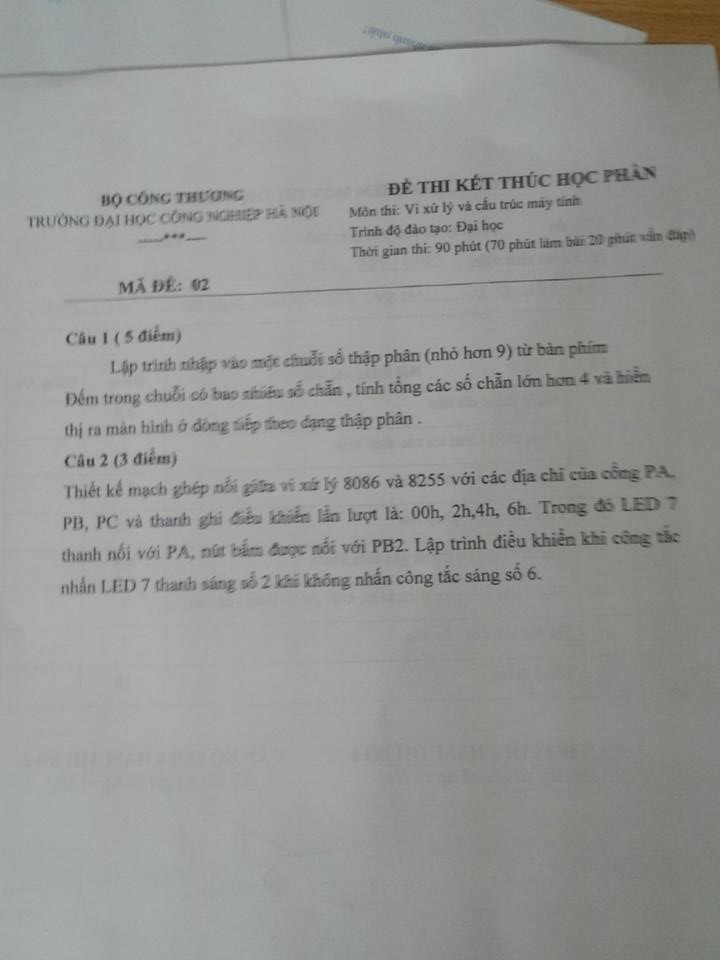 BỘ CÔNG THƯƠNG
TRƯỜNG ĐẠI HỌC CÔNG NGHIỆP HÀ NỘI
-----***-----
MÃ ĐỀ: 02
ĐỀ THI KẾT THÚC HỌC PHẦN
Môn thi: Vi xử lý và cấu trúc máy tính
Trình độ đào tạo: Đại học
Thời gian thi: 90 phút (70 phút làm bài 20 phút vấn đáp)
Câu 1 ( 5 điểm)
Lập trình nhập vào một chuỗi số thập phân (nhỏ hơn 9) từ bàn phím
Đếm trong chuỗi có bao nhiêu số chẵn , tính tổng các số chẵn lớn hơn 4 và hiển
thị ra màn hình ở dòng tiếp theo dạng thập phân .
Câu 2 (3 điểm)
Thiết kế mạch ghép nối giữa vi xử lý 8086 và 8255 với các địa chỉ của cổng PA,
PB, PC và thanh ghi điều khiển lần lượt là: 00h, 2h,4h, 6h. Trong đó LED 7
thanh nối với PA, nút bấm được nối với PB2. Lập trình điều khiển khi công tắc
nhấn LED 7 thanh sáng số 2 khi không nhấn công tắc sáng số 6.